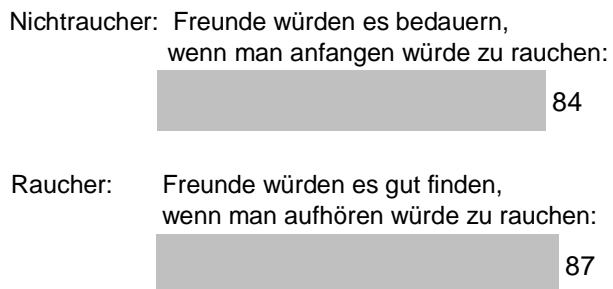 Nichtraucher: Freunde würden es bedauern,
wenn man anfangen würde zu rauchen:
84
Raucher: Freunde würden es gut finden,
wenn man aufhören würde zu rauchen:
87